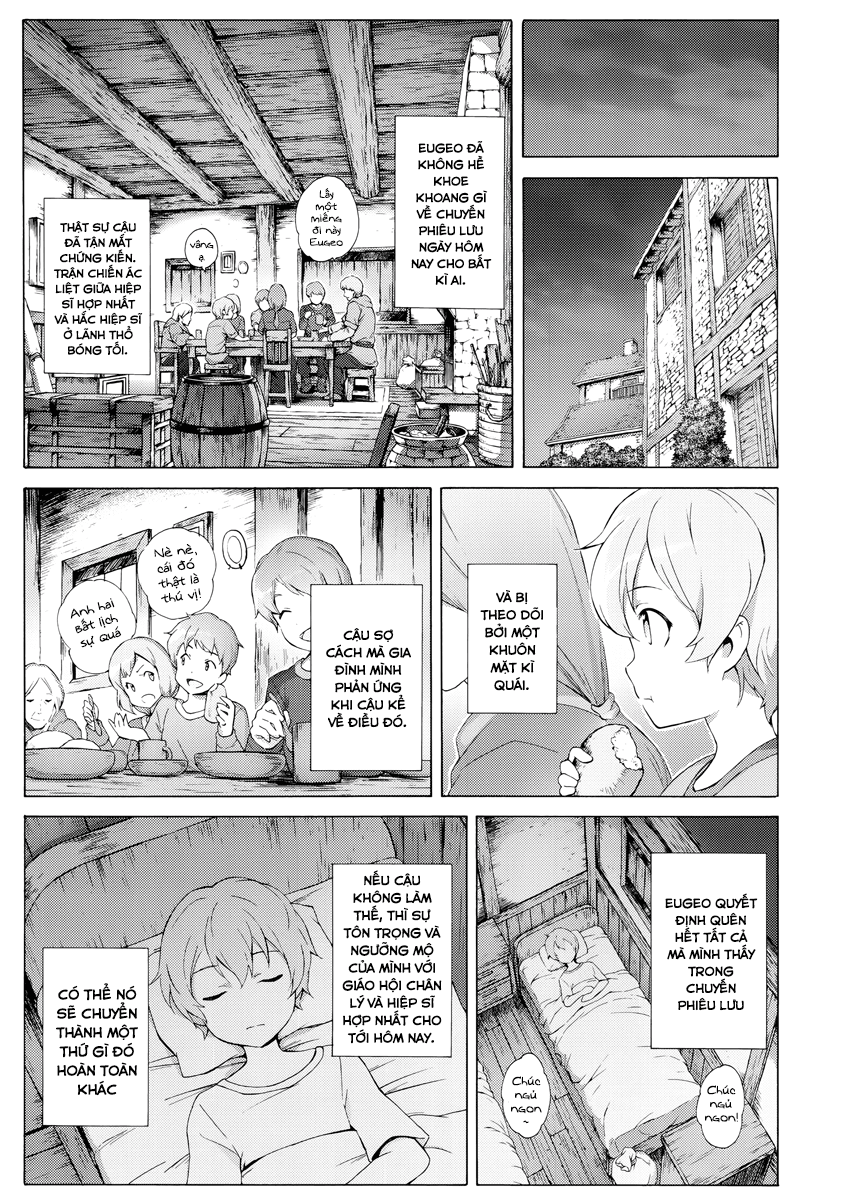 EUGEO ĐÃ
KHÔNG HỀ
KHOE
KHOANG GÌ
VỀ CHUYẾN
PHIÊU LƯU
NGÀY HÔM
NAY CHO BẤT
KÌ AI.
Lấy
một
miếng
đi này
Eugeo
vâng
ạ
THẬT SỰ CẬU
ĐÃ TẬN MẮT
CHỨNG KIẾN.
TRẬN CHIẾN ÁC
LIỆT GIỮA HIỆP
SĨ HỢP NHẤT
VÀ HẮC HIỆP SĨ
Ở LÃNH THỔ
BÓNG TỐI.
VÀ BỊ
THEO DÕI
BỞI MỘT
KHUÔN
MẶT KÌ
QUÁI.
CẬU SỢ
CÁCH MÀ GIA
ĐÌNH MÌNH
PHẢN ỨNG
KHI CẬU KỂ
VỀ ĐIỀU ĐÓ.
Nè nè,
cái đó
thật là
thú vị!
Anh hai
bất lịch
sự quá
EUGEO QUYẾT
ĐỊNH QUÊN
HẾT TẤT CẢ
MÀ MÌNH THẤY
TRONG
CHUYẾN
PHIÊU LƯU
Chúc
ngủ
ngon!
Chúc
ngủ
ngon
~
NẾU CẬU
KHÔNG LÀM
THẾ, THÌ SỰ
TÔN TRỌNG VÀ
NGƯỠNG MỘ
CỦA MÌNH VỚI
GIÁO HỘI CHÂN
LÝ VÀ HIỆP SĨ
HỢP NHẤT CHO
TỚI HÔM NAY.
CÓ THỂ NÓ
SẼ CHUYỂN
THÀNH MỘT
THỨ GÌ ĐÓ
HOÀN TOÀN
KHÁC